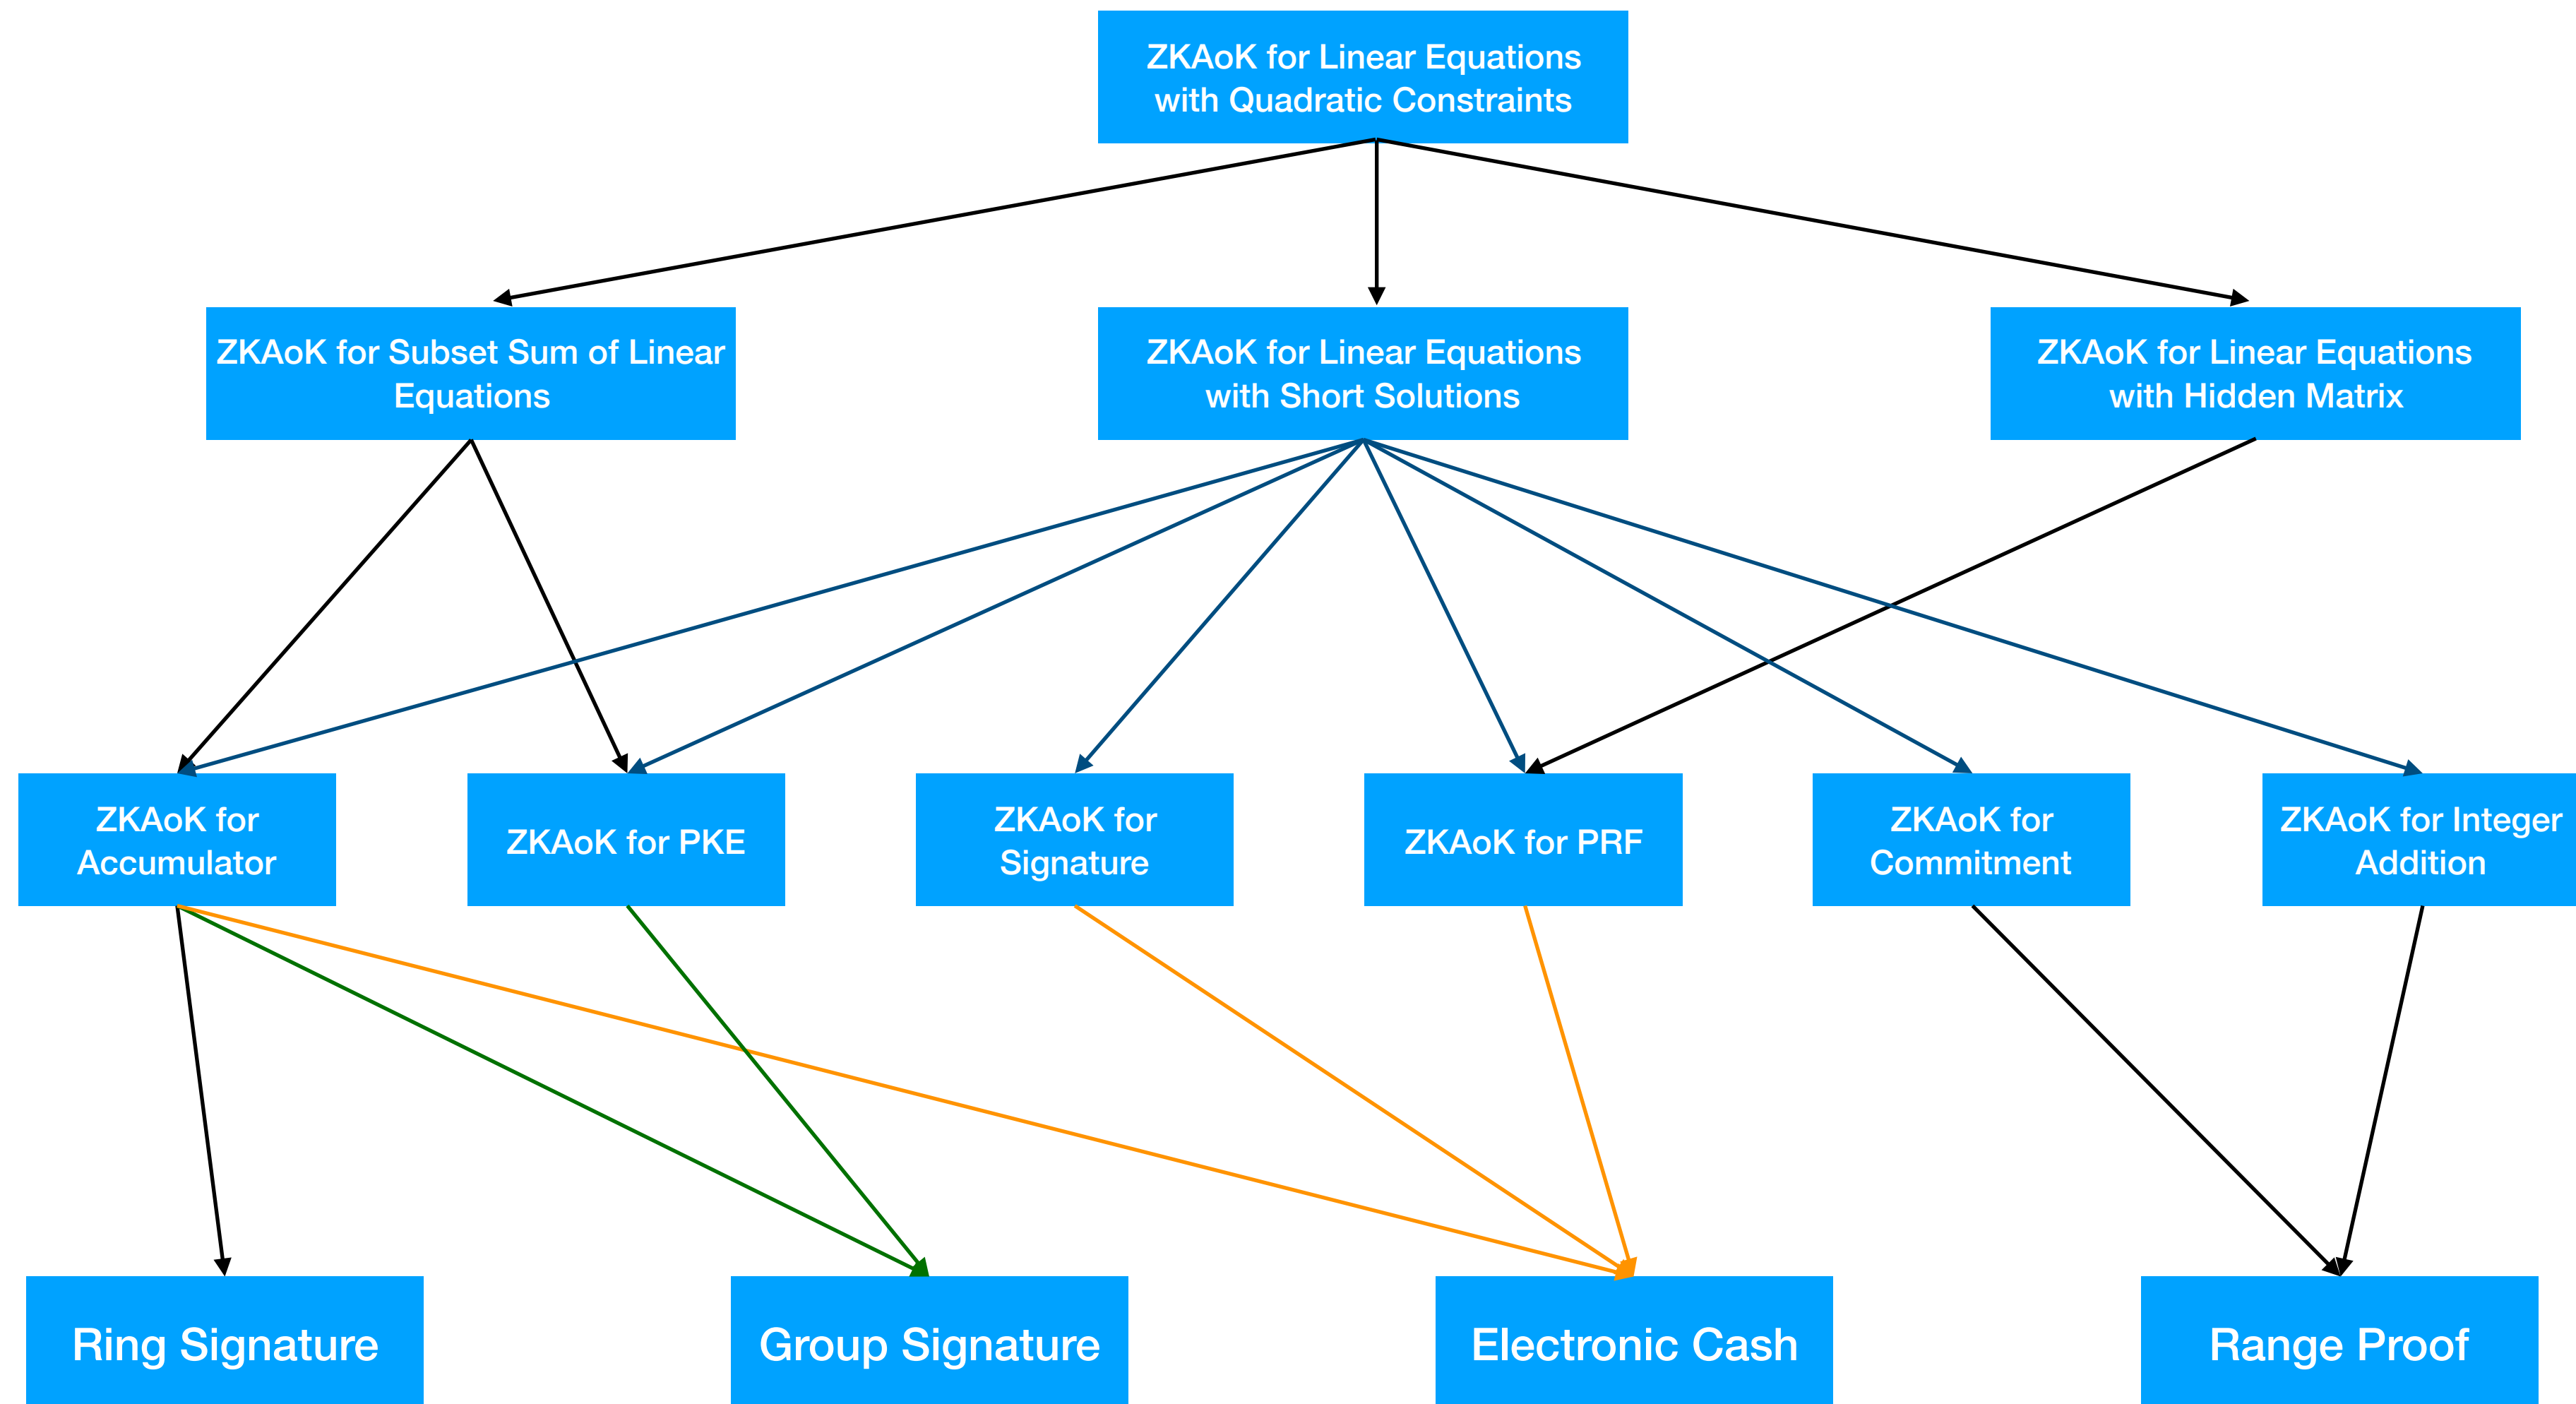 ZKAoK for Linear Equations
with Quadratic Constraints
ZKAoK for Subset Sum of Linear
Equations
ZKAoK for Linear Equations
with Short Solutions
ZKAoK for Linear Equations
with Hidden Matrix
ZKAoK for
Accumulator
ZKAoK for PKE
ZKAoK for
Signature
ZKAoK for PRF
ZKAoK for
Commitment
ZKAoK for Integer
Addition
Ring Signature
Group Signature
Electronic Cash
Range Proof